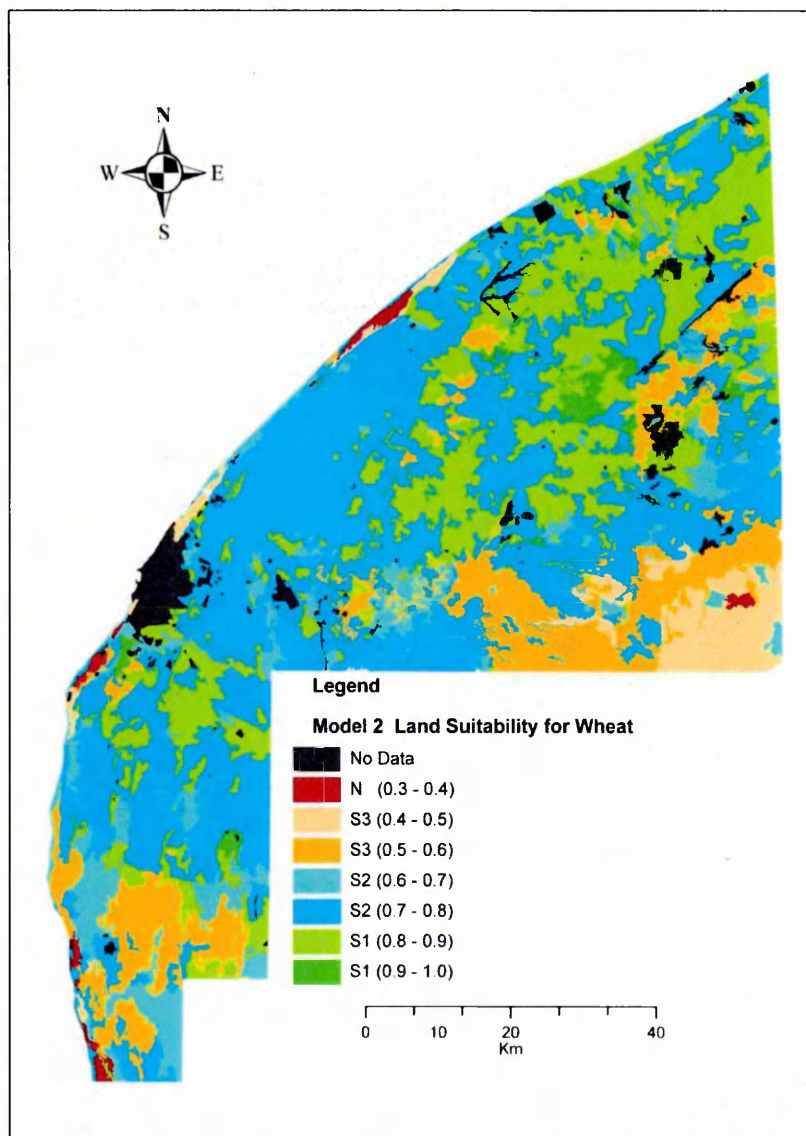 N
W E
S
Legend
Model 2 Land Suitability for Wheat
No Data
N (0.3 - 0.4)
S3 (0.4 - 0.5)
S3 (0.5 - 0.6)
S2 (0.6 - 0.7)
S2 (0.7 - 0.8)
S1 (0.8 - 0.9)
S1 (0.9 - 1.0)
0 10 20 40
Km